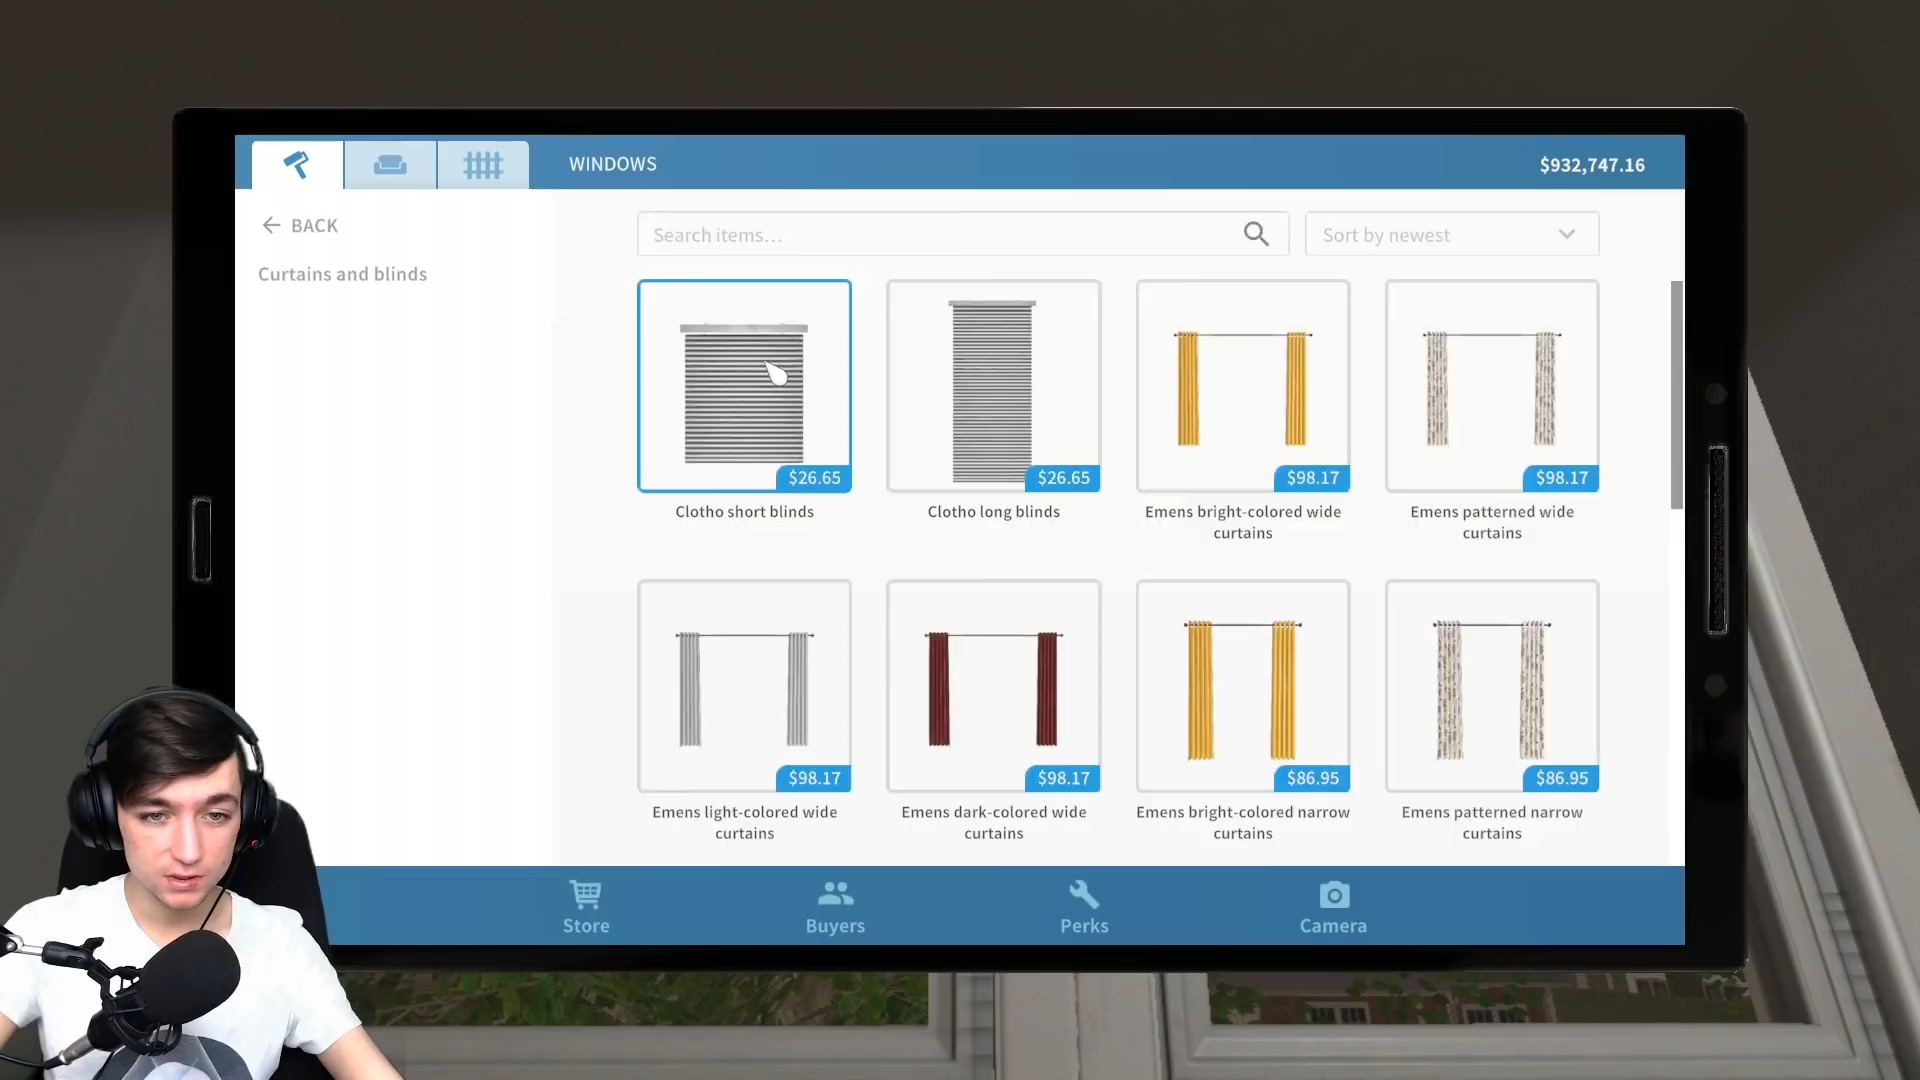 WINDOWS
$932,747.16
BACK
Curtains and blinds
Search items...
Sort by newest
$26.65
$26.65
$98.17
$98.17
Clotho short blinds
Clotho long blinds
Emens bright-colored wide
curtains
Emens patterned wide
curtains
$98.17
$98.17
$86.95
$86.95
Emens light-colored wide
curtains
Emens dark-colored wide
curtains
Emens bright-colored narrow
curtains
Emens patterned narrow
curtains
Store
Buyers
Perks
Camera